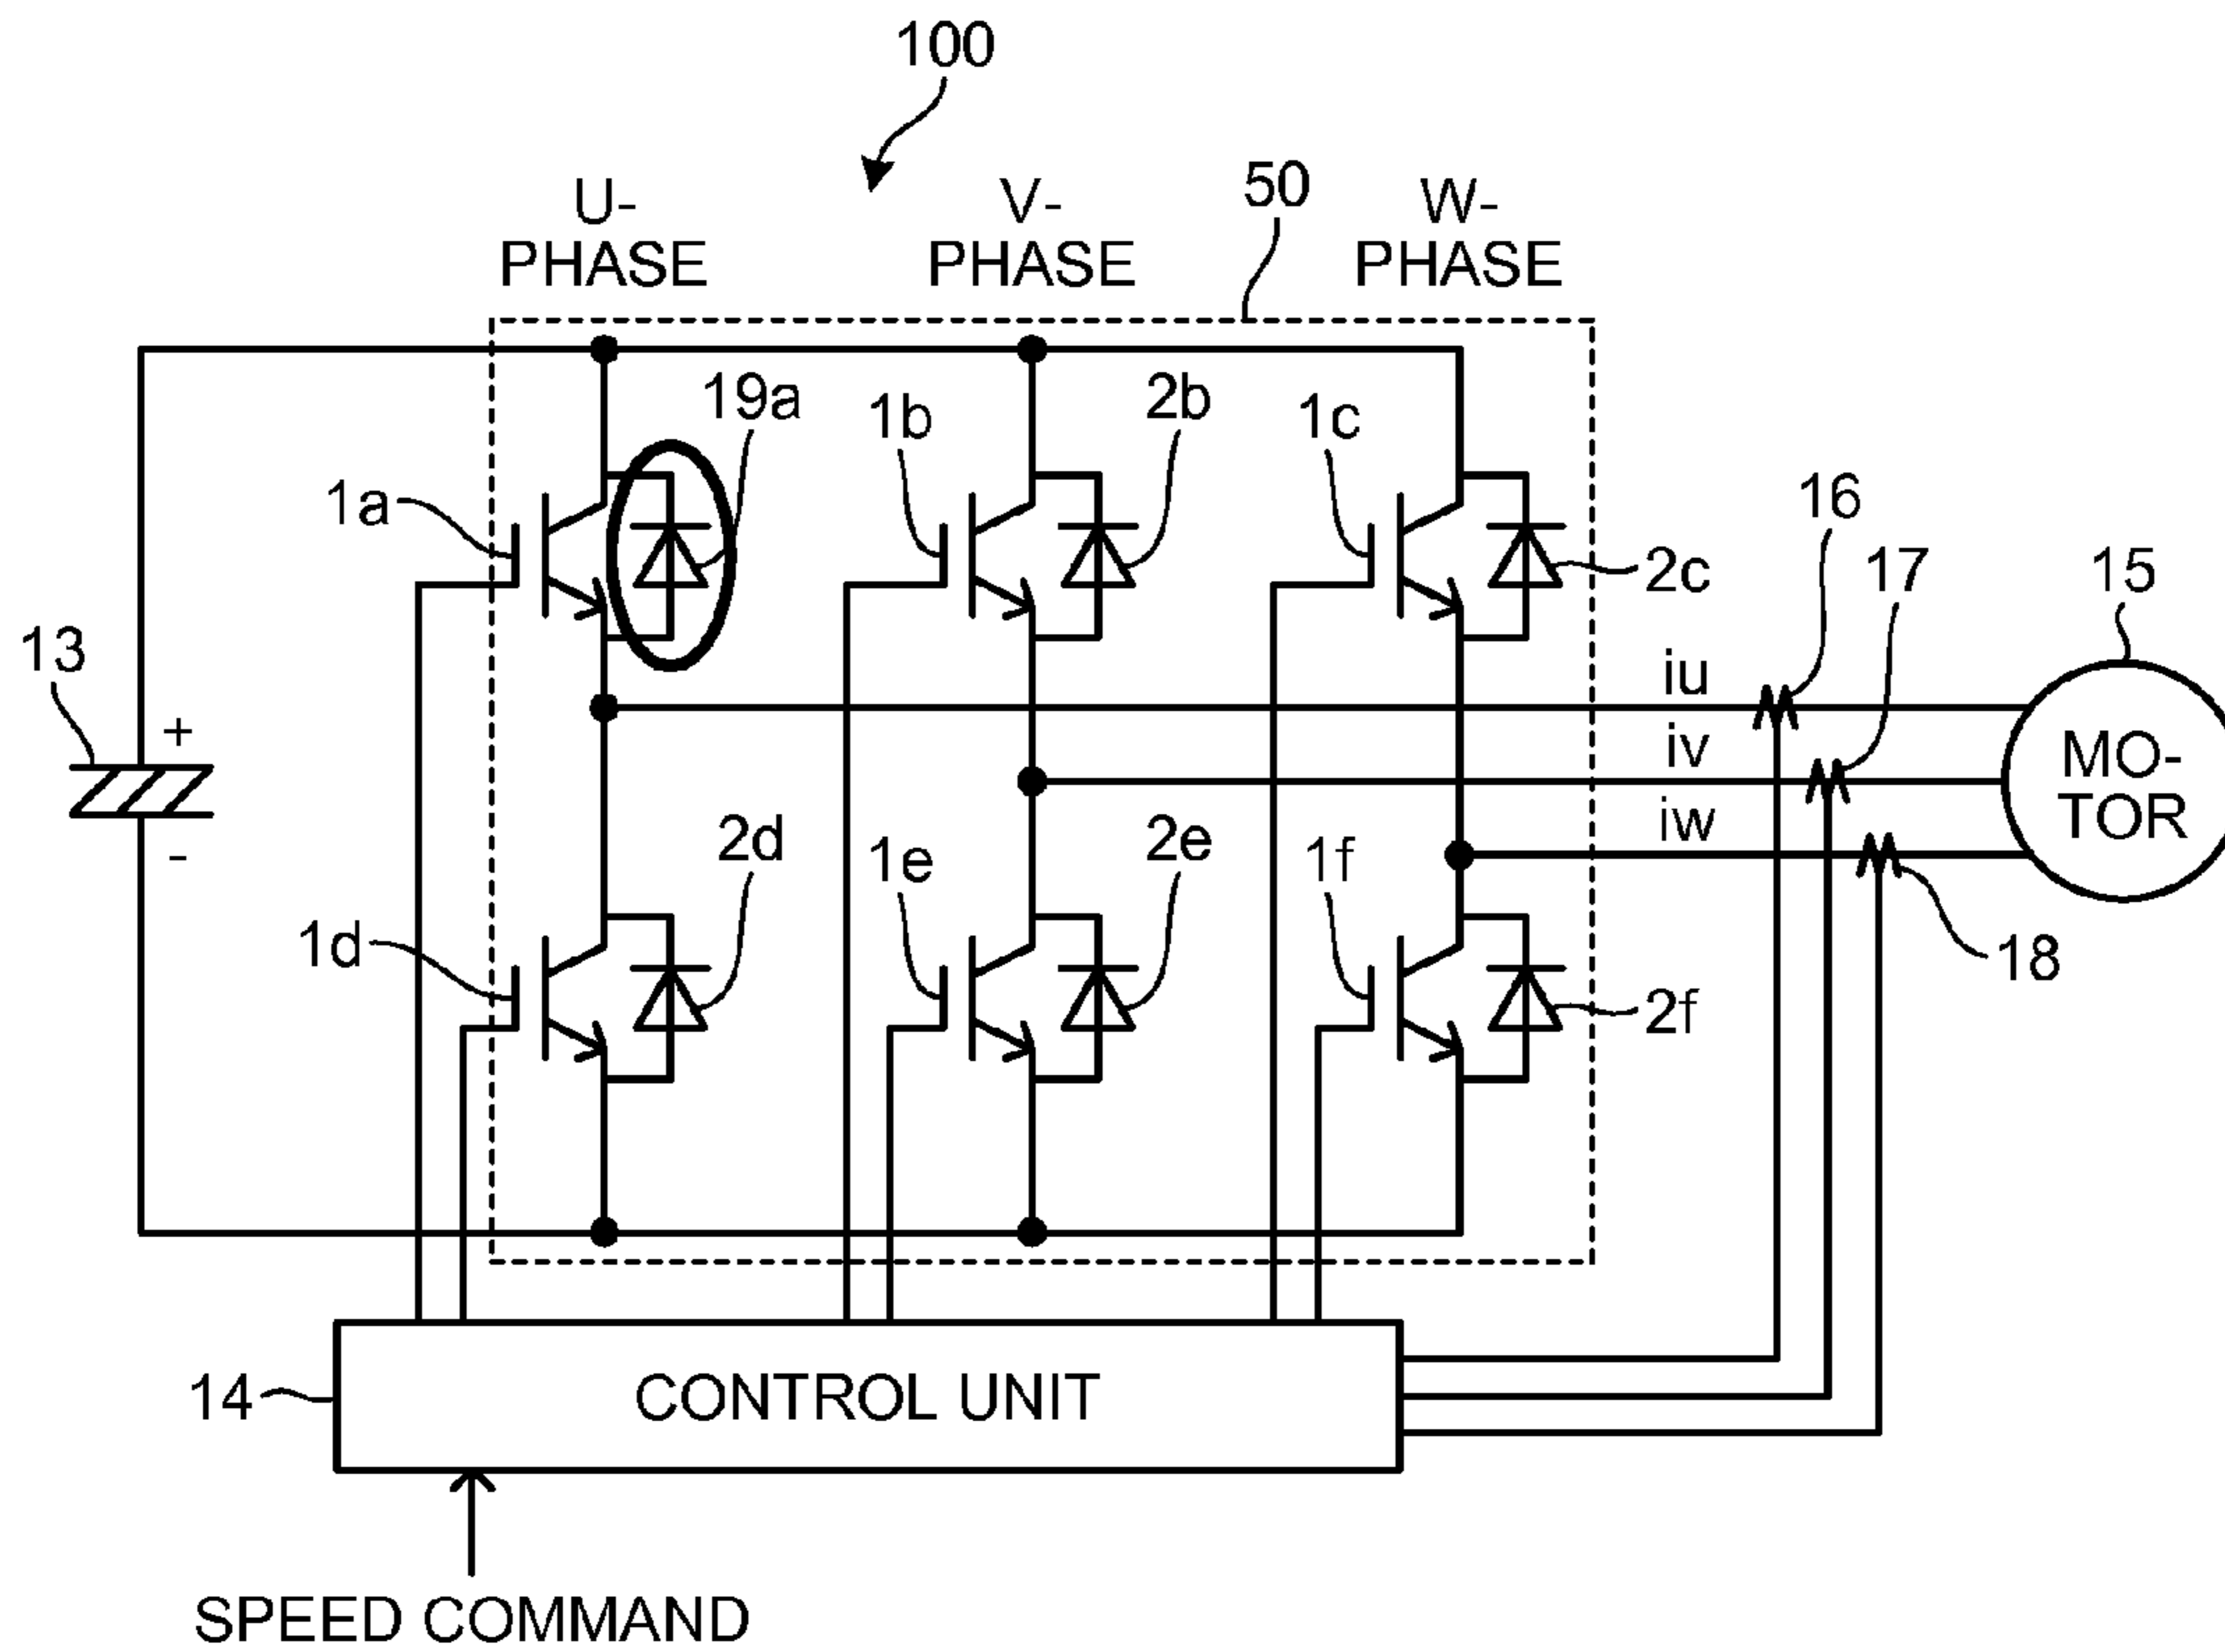 100
50
U-
PHASE
V-
PHASE
W-
PHASE
19a
1b
2b
1c
1a
16
17
15
2c
13
iu
+
iv
MO-
TOR
iw
-
2d
1e
2e
1f
1d
18
2f
14
CONTROL UNIT
SPEED COMMAND